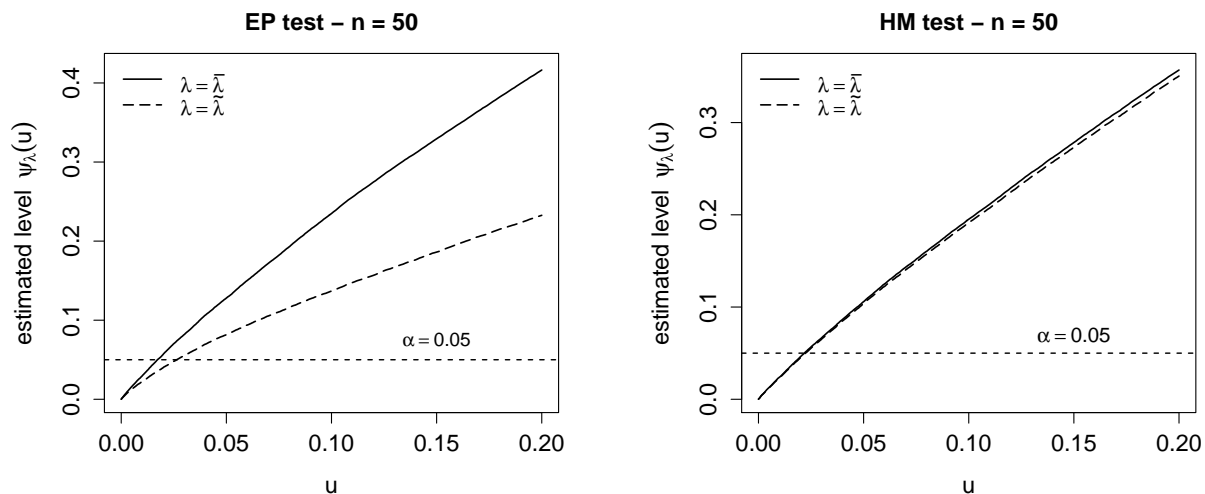 EP test − n = 50
λ = λ̄
λ = λ̃
estimated level ψλ(u)
0.0 0.1 0.2 0.3 0.4
α = 0.05
0.00 0.05 0.10 0.15 0.20
u
HM test − n = 50
λ = λ̄
λ = λ̃
estimated level ψλ(u)
0.0 0.1 0.2 0.3
α = 0.05
0.00 0.05 0.10 0.15 0.20
u